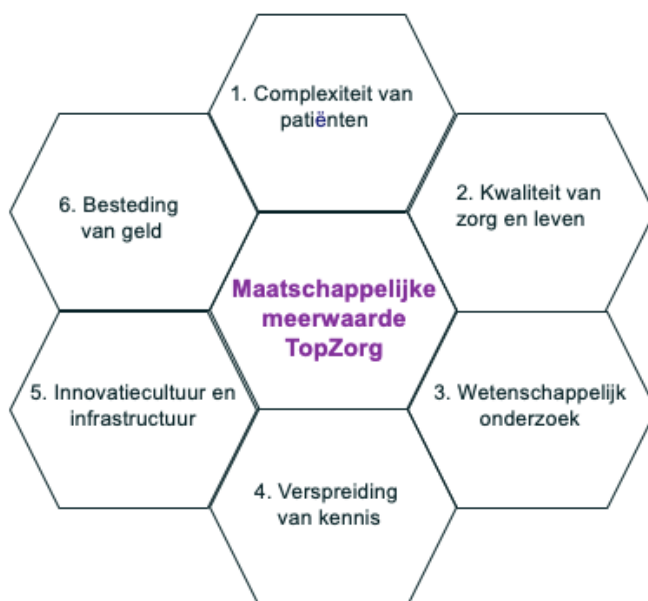 1. Complexiteit van
patiënten
2. Kwaliteit van
zorg en leven
3. Wetenschappelijk
onderzoek
4. Verspreiding
van kennis
5. Innovatiecultuur en
infrastructuur
6. Besteding
van geld
Maatschappelijke
meerwaarde
TopZorg